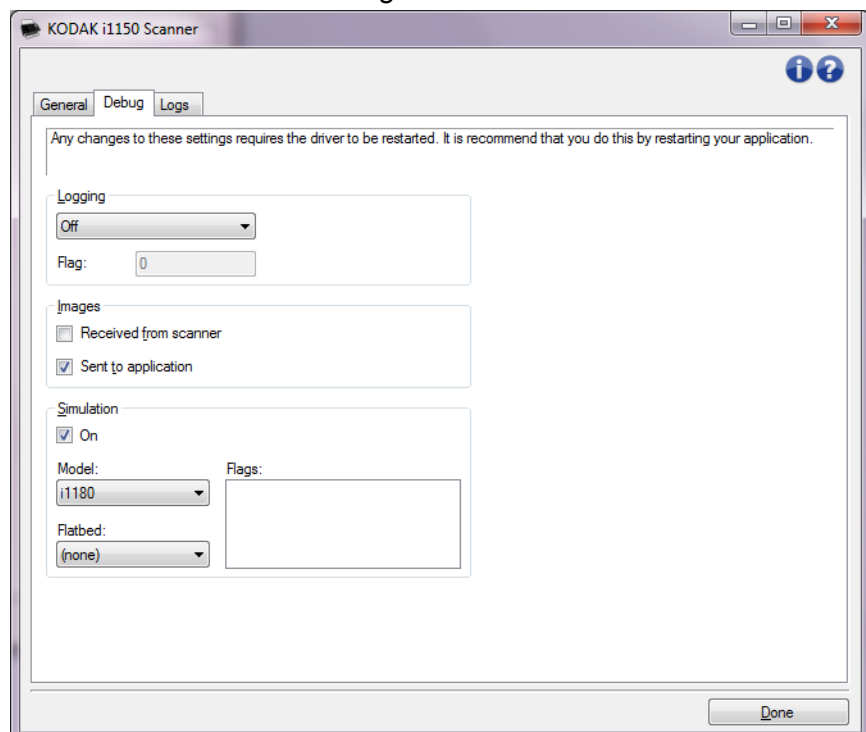 KODAK i1150 Scanner
General Debug Logs
Any changes to these settings requires the driver to be restarted. It is recommend that you do this by restarting your application.
Logging
Off
Flag: 0
Images
Received from scanner
Sent to application
Simulation
On
Model: Flags:
i1180
Flatbed:
(none)
Done